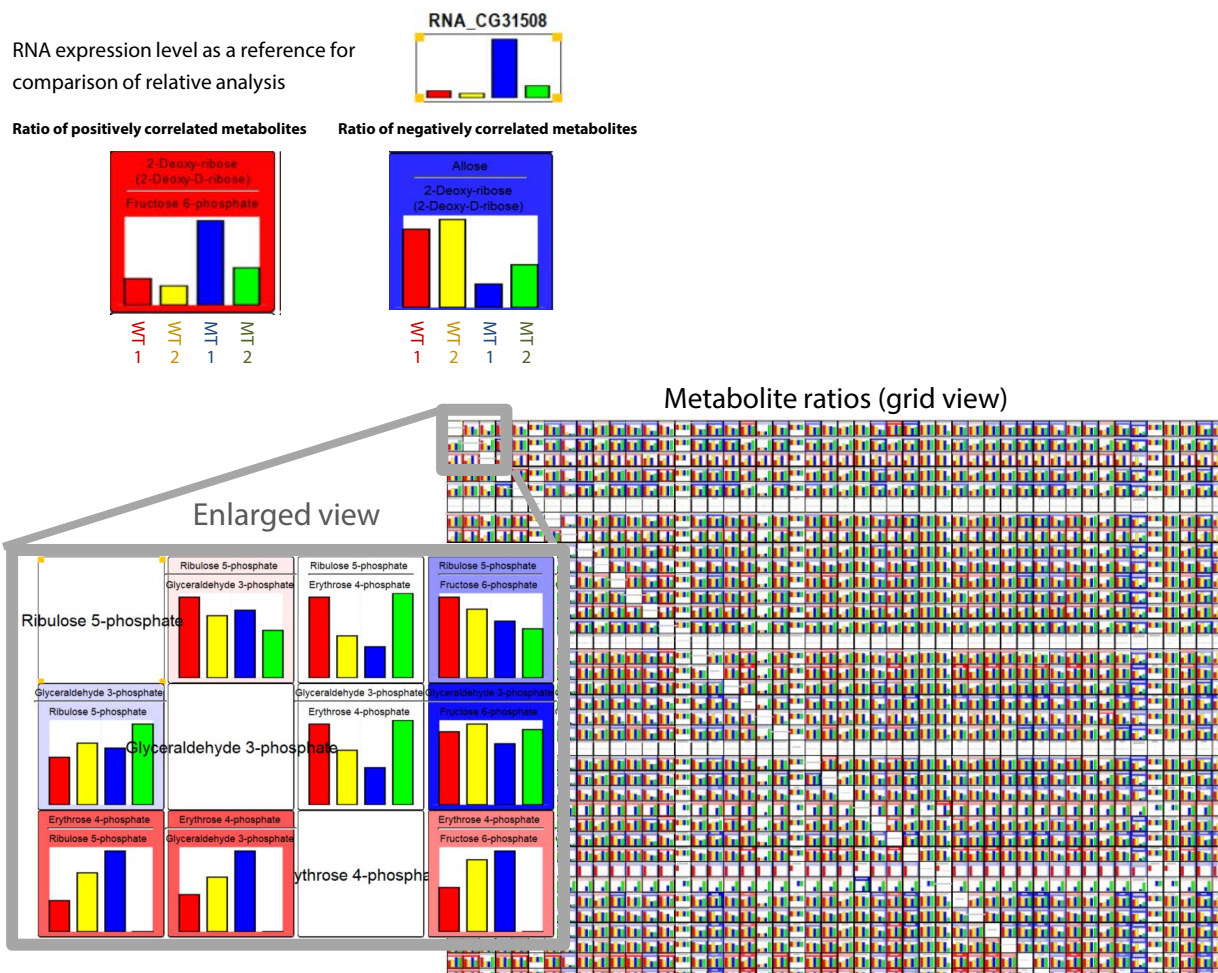 RNA_CG31508
RNA expression level as a reference for
comparison of relative analysis
Ratio of positively correlated metabolites
Ratio of negatively correlated metabolites
2-Deoxy-ribose
(2-Deoxy-D-ribose)
Fructose 6-phosphate
Allose
2-Deoxy-ribose
(2-Deoxy-D-ribose)
WT 1
WT 2
MT 1
MT 2
WT 1
WT 2
MT 1
MT 2
Metabolite ratios (grid view)
Enlarged view
Ribulose 5-phosphate
Ribulose 5-phosphate
Glyceraldehyde 3-phosphate
Ribulose 5-phosphate
Erythrose 4-phosphate
Ribulose 5-phosphate
Fructose 6-phosphate
Glyceraldehyde 3-phosphate
Ribulose 5-phosphate
Glyceraldehyde 3-phosphate
Glyceraldehyde 3-phosphate
Erythrose 4-phosphate
Glyceraldehyde 3-phosphate
Fructose 6-phosphate
Erythrose 4-phosphate
Ribulose 5-phosphate
Erythrose 4-phosphate
Glyceraldehyde 3-phosphate
ythrose 4-pho​spha
Erythrose 4-phosphate
Fructose 6-phosphate